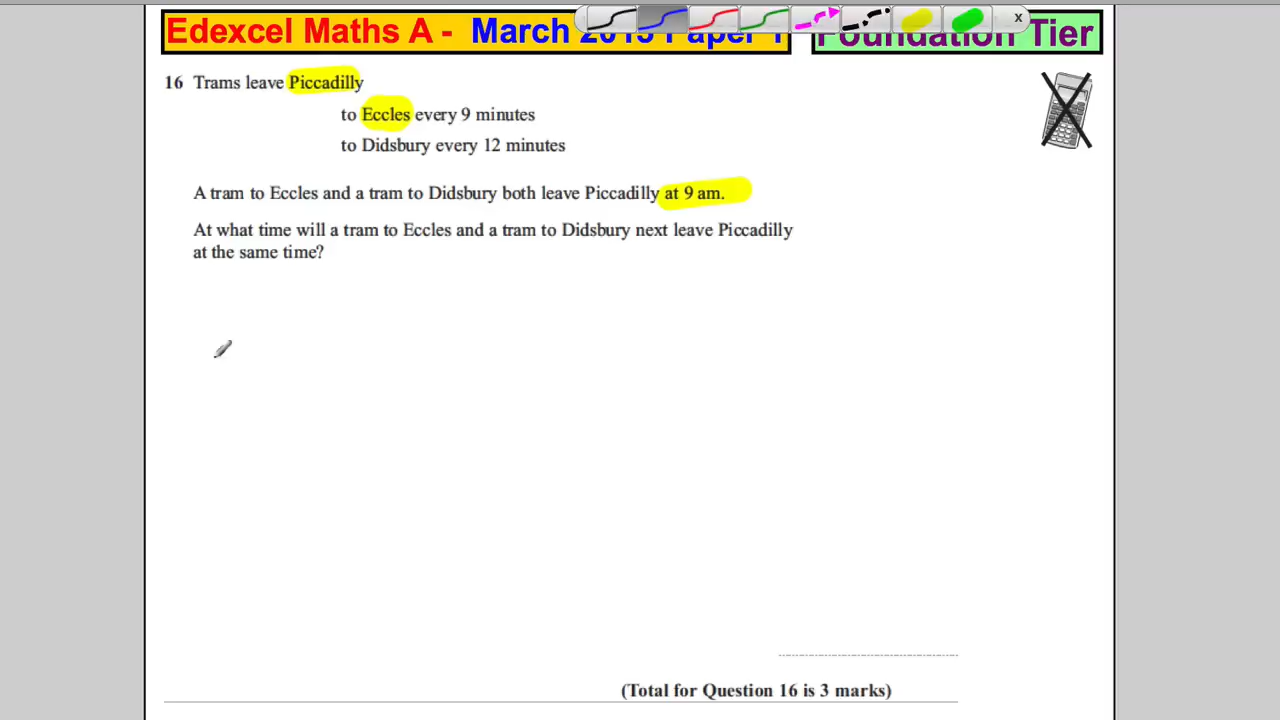 Edexcel Maths A - March 2013 Paper 1
Foundation Tier
x
16 Trams leave Piccadilly
to Eccles every 9 minutes
to Didsbury every 12 minutes
A tram to Eccles and a tram to Didsbury both leave Piccadilly at 9 am.
At what time will a tram to Eccles and a tram to Didsbury next leave Piccadilly
at the same time?
(Total for Question 16 is 3 marks)